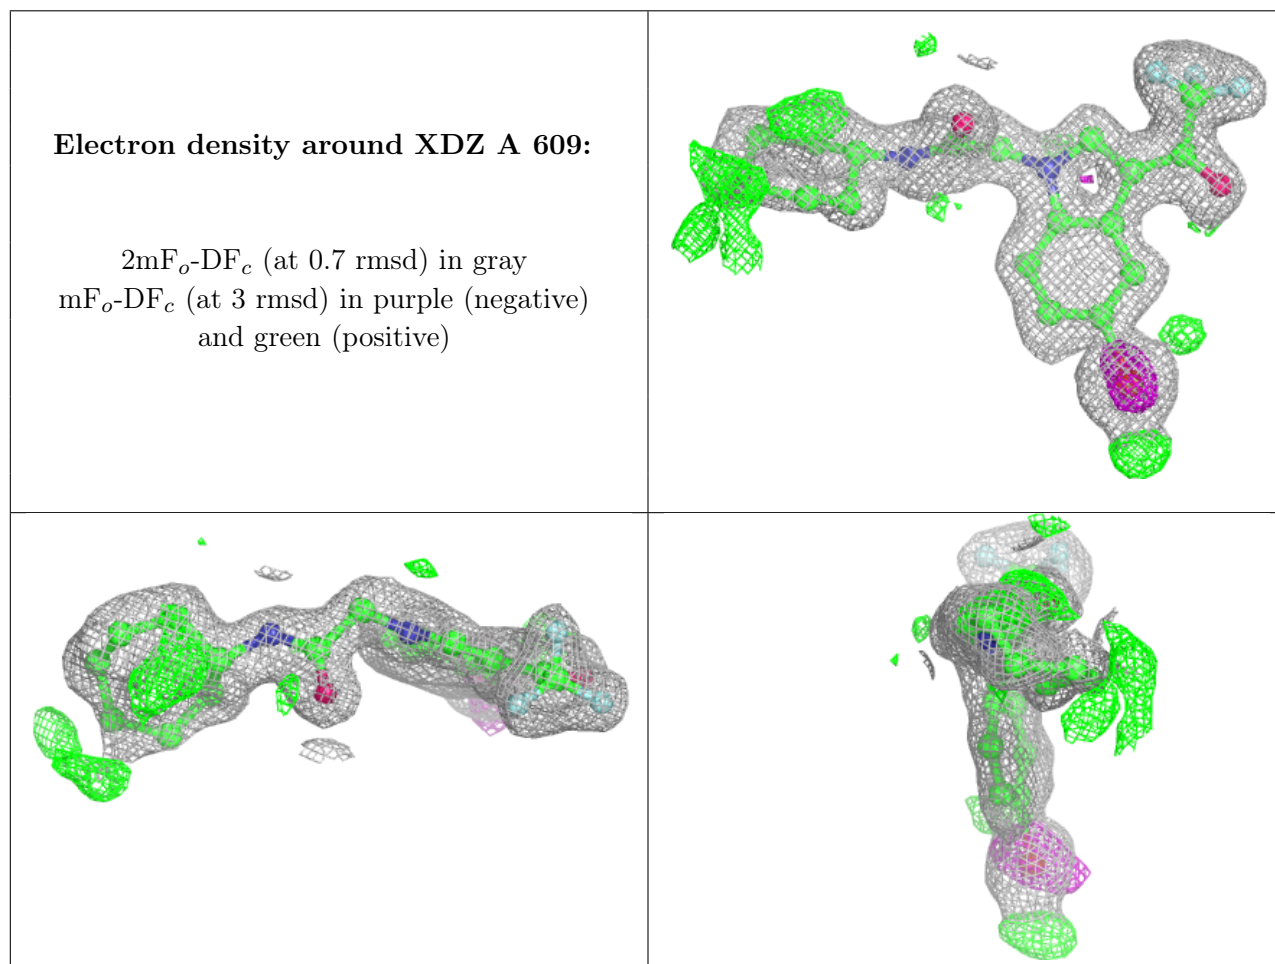 Electron density around XDZ A 609:
2mFo-DFc (at 0.7 rmsd) in gray
mFo-DFc (at 3 rmsd) in purple (negative)
and green (positive)